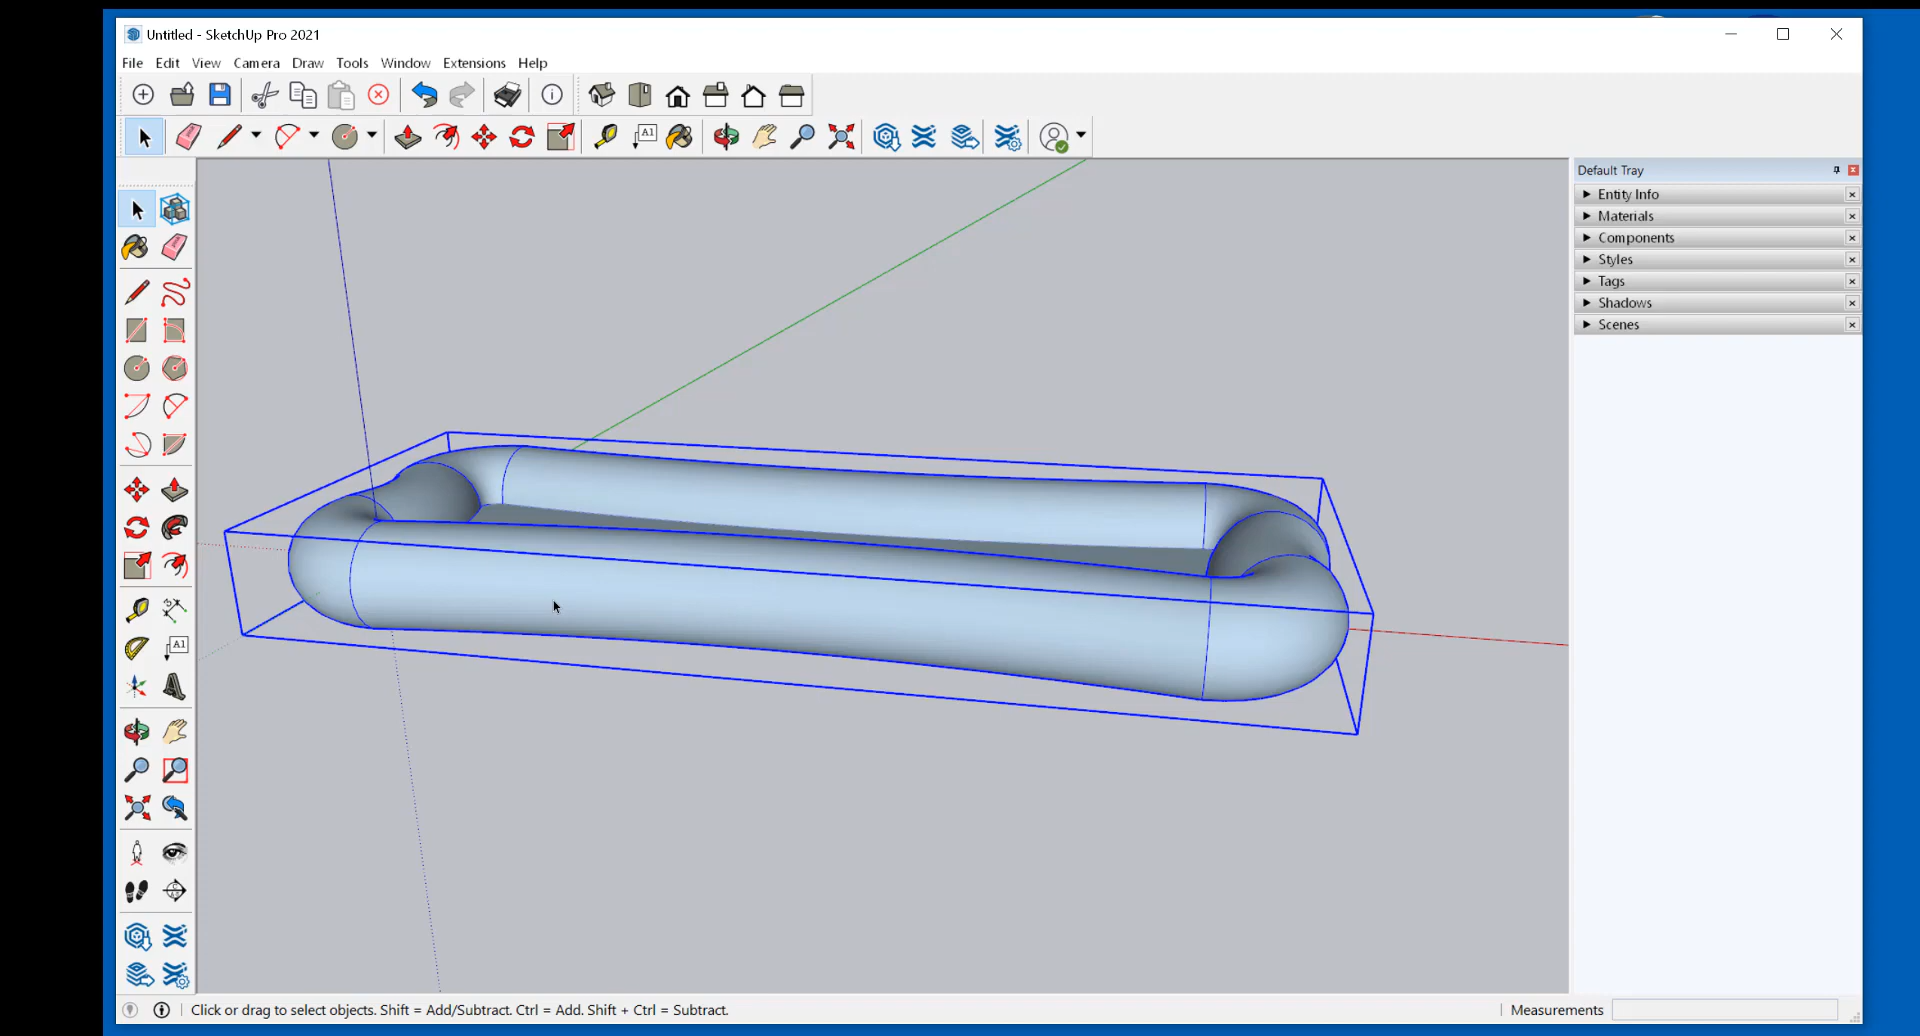 Untitled - SketchUp Pro 2021
File Edit View Camera Draw Tools Window Extensions Help
A1
Default Tray
Entity Info
Materials
Components
Styles
Tags
Shadows
Scenes
A1
Click or drag to select objects. Shift = Add/Subtract. Ctrl = Add. Shift + Ctrl = Subtract.
Measurements